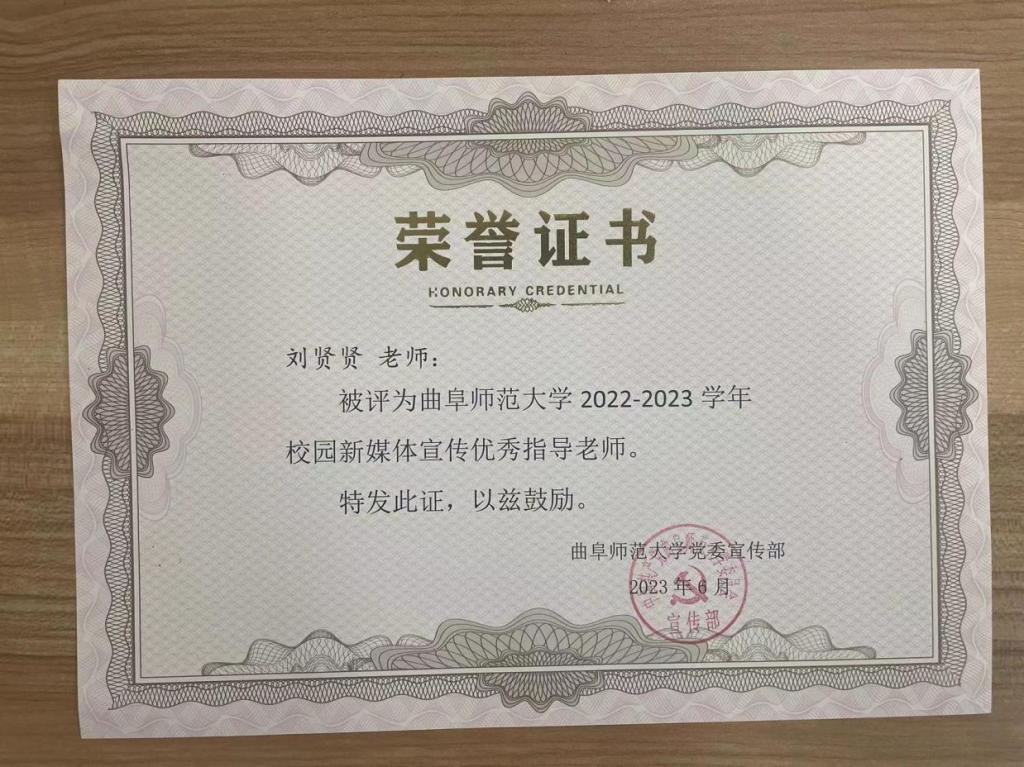 荣誉证书
HONORARY CREDENTIAL
刘贤贤 老师：
被评为曲阜师范大学 2022-2023 学年
校园新媒体宣传优秀指导老师。
特发此证，以兹鼓励。
曲阜师范大学党委宣传部
2023 年 6 月
宣传部